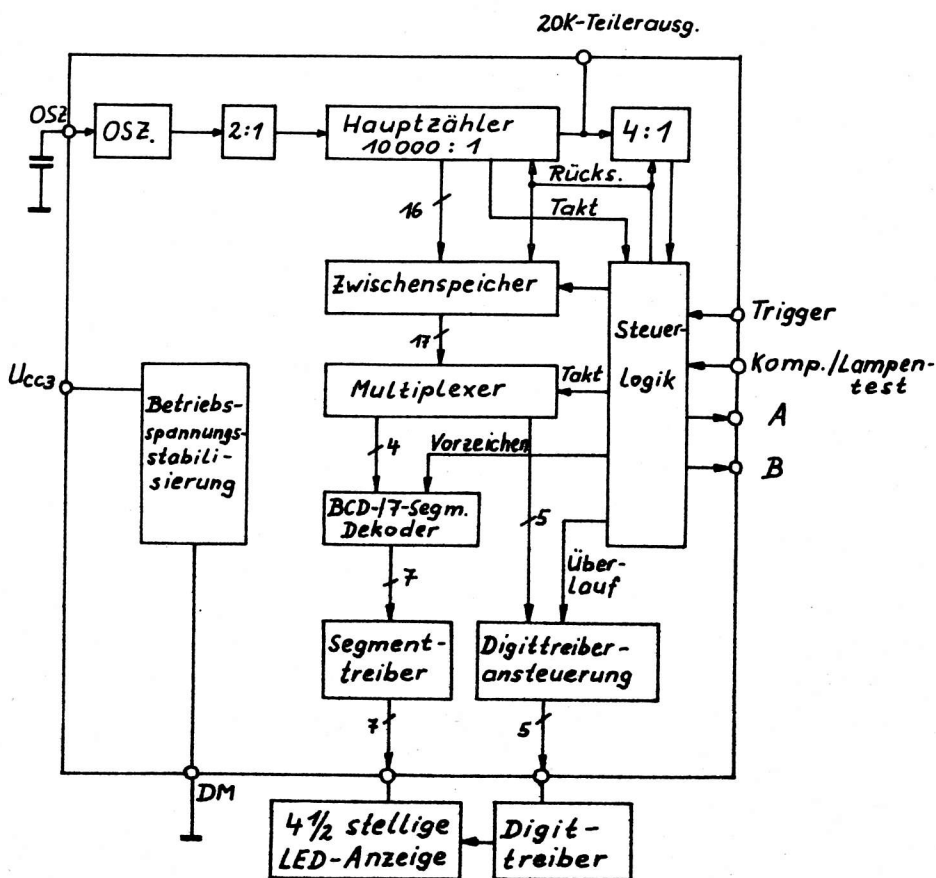 20K-Teilerausg.
OSZ
OSZ.
2:1
Hauptzähler
10000 : 1
4:1
Rücks.
16
Takt
Zwischenspeicher
17
Steuer-
Logik
Trigger
Komp./Lampen-
test
A
B
Ucc3
Betriebs-
spannungs-
stabili-
sierung
Multiplexer
Takt
4
Vorzeichen
BCD-/7-Segm.
Dekoder
5
7
Über-
lauf
Segment-
treiber
Digittreiber-
ansteuerung
7
5
DM
4 1/2 stellige
LED-Anzeige
Digit-
treiber